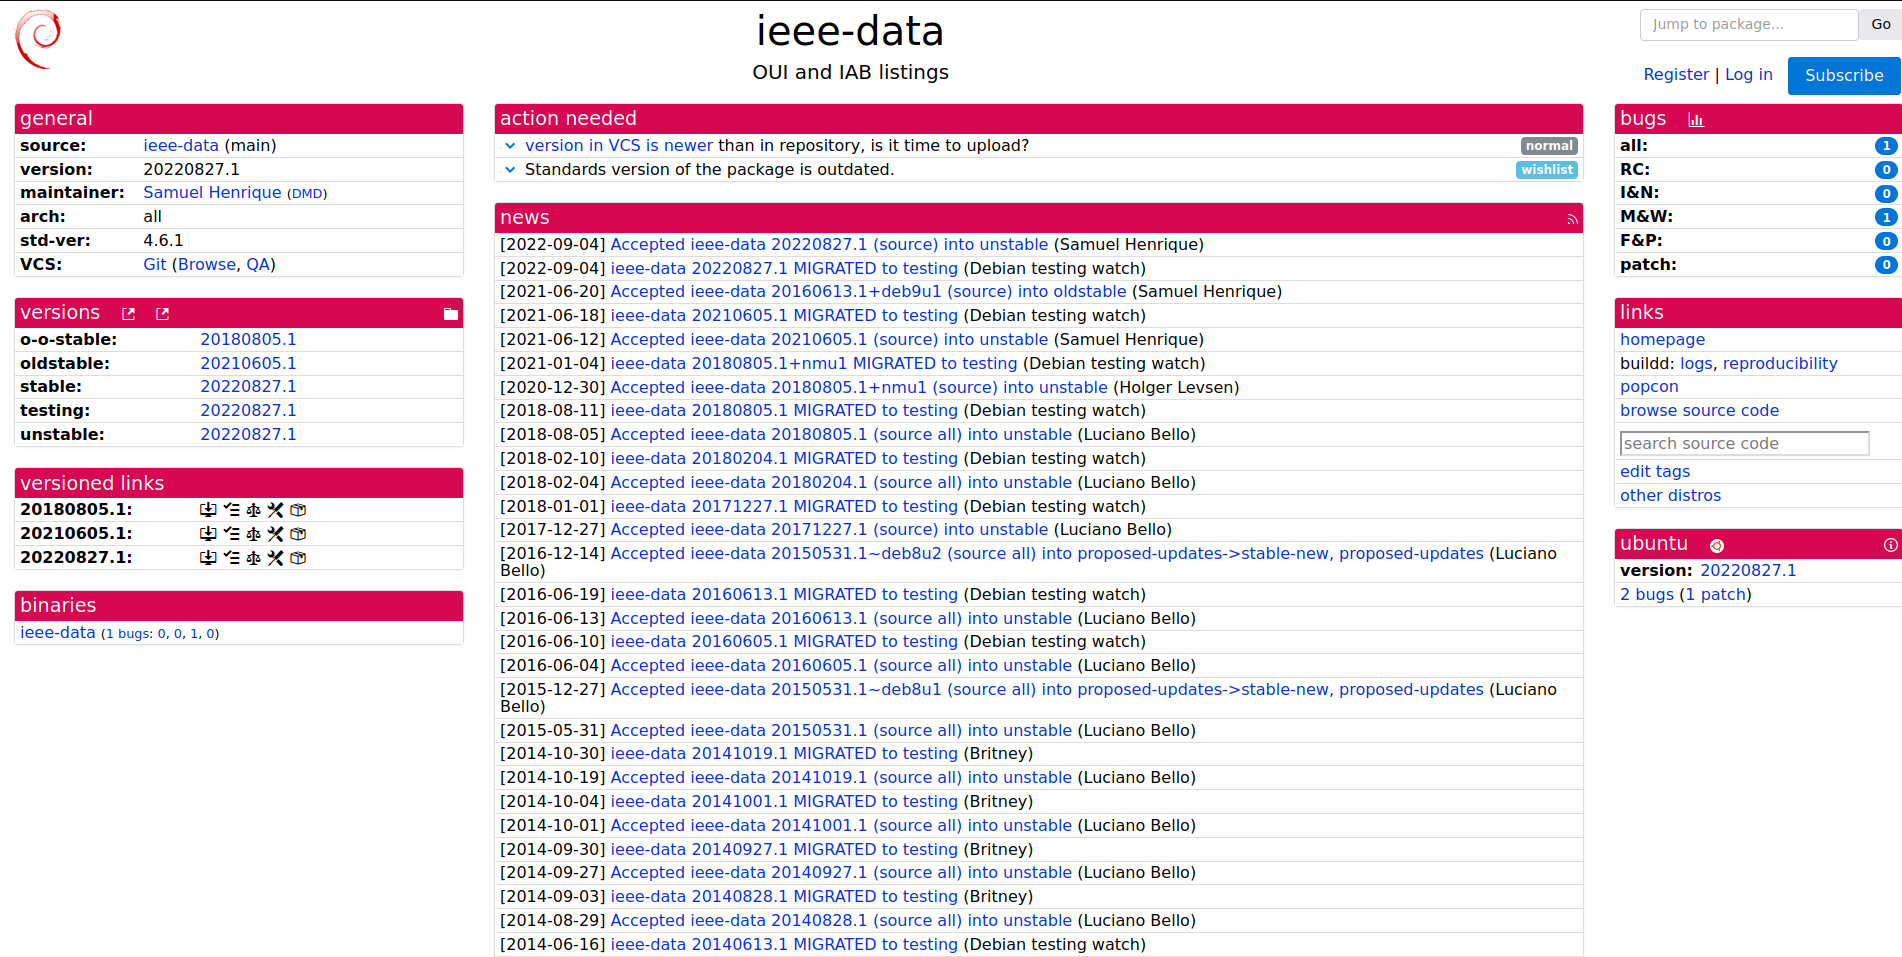 ieee-data
OUI and IAB listings
Jump to package...
Go
Register | Log in
Subscribe
general
source: ieee-data (main)
version: 20220827.1
maintainer: Samuel Henrique (DMD)
arch: all
std-ver: 4.6.1
VCS: Git (Browse, QA)
versions
o-o-stable: 20180805.1
oldstable: 20210605.1
stable: 20220827.1
testing: 20220827.1
unstable: 20220827.1
versioned links
20180805.1:
20210605.1:
20220827.1:
binaries
ieee-data (1 bugs: 0, 0, 1, 0)
action needed
version in VCS is newer than in repository, is it time to upload? normal
Standards version of the package is outdated. wishlist
news
[2022-09-04] Accepted ieee-data 20220827.1 (source) into unstable (Samuel Henrique)
[2022-09-04] ieee-data 20220827.1 MIGRATED to testing (Debian testing watch)
[2021-06-20] Accepted ieee-data 20160613.1+deb9u1 (source) into oldstable (Samuel Henrique)
[2021-06-18] ieee-data 20210605.1 MIGRATED to testing (Debian testing watch)
[2021-06-12] Accepted ieee-data 20210605.1 (source) into unstable (Samuel Henrique)
[2021-01-04] ieee-data 20180805.1+nmu1 MIGRATED to testing (Debian testing watch)
[2020-12-30] Accepted ieee-data 20180805.1+nmu1 (source) into unstable (Holger Levsen)
[2018-08-11] ieee-data 20180805.1 MIGRATED to testing (Debian testing watch)
[2018-08-05] Accepted ieee-data 20180805.1 (source all) into unstable (Luciano Bello)
[2018-02-10] ieee-data 20180204.1 MIGRATED to testing (Debian testing watch)
[2018-02-04] Accepted ieee-data 20180204.1 (source all) into unstable (Luciano Bello)
[2018-01-01] ieee-data 20171227.1 MIGRATED to testing (Debian testing watch)
[2017-12-27] Accepted ieee-data 20171227.1 (source) into unstable (Luciano Bello)
[2016-12-14] Accepted ieee-data 20150531.1~deb8u2 (source all) into proposed-updates->stable-new, proposed-updates (Luciano
Bello)
[2016-06-19] ieee-data 20160613.1 MIGRATED to testing (Debian testing watch)
[2016-06-13] Accepted ieee-data 20160613.1 (source all) into unstable (Luciano Bello)
[2016-06-10] ieee-data 20160605.1 MIGRATED to testing (Debian testing watch)
[2016-06-04] Accepted ieee-data 20160605.1 (source all) into unstable (Luciano Bello)
[2015-12-27] Accepted ieee-data 20150531.1~deb8u1 (source all) into proposed-updates->stable-new, proposed-updates (Luciano
Bello)
[2015-05-31] Accepted ieee-data 20150531.1 (source all) into unstable (Luciano Bello)
[2014-10-30] ieee-data 20141019.1 MIGRATED to testing (Britney)
[2014-10-19] Accepted ieee-data 20141019.1 (source all) into unstable (Luciano Bello)
[2014-10-04] ieee-data 20141001.1 MIGRATED to testing (Britney)
[2014-10-01] Accepted ieee-data 20141001.1 (source all) into unstable (Luciano Bello)
[2014-09-30] ieee-data 20140927.1 MIGRATED to testing (Britney)
[2014-09-27] Accepted ieee-data 20140927.1 (source all) into unstable (Luciano Bello)
[2014-09-03] ieee-data 20140828.1 MIGRATED to testing (Britney)
[2014-08-29] Accepted ieee-data 20140828.1 (source all) into unstable (Luciano Bello)
[2014-06-16] ieee-data 20140613.1 MIGRATED to testing (Debian testing watch)
bugs
all: 1
RC: 0
I&N: 0
M&W: 1
F&P: 0
patch: 0
links
homepage
buildd: logs, reproducibility
popcon
browse source code
search source code
edit tags
other distros
ubuntu
version: 20220827.1
2 bugs (1 patch)